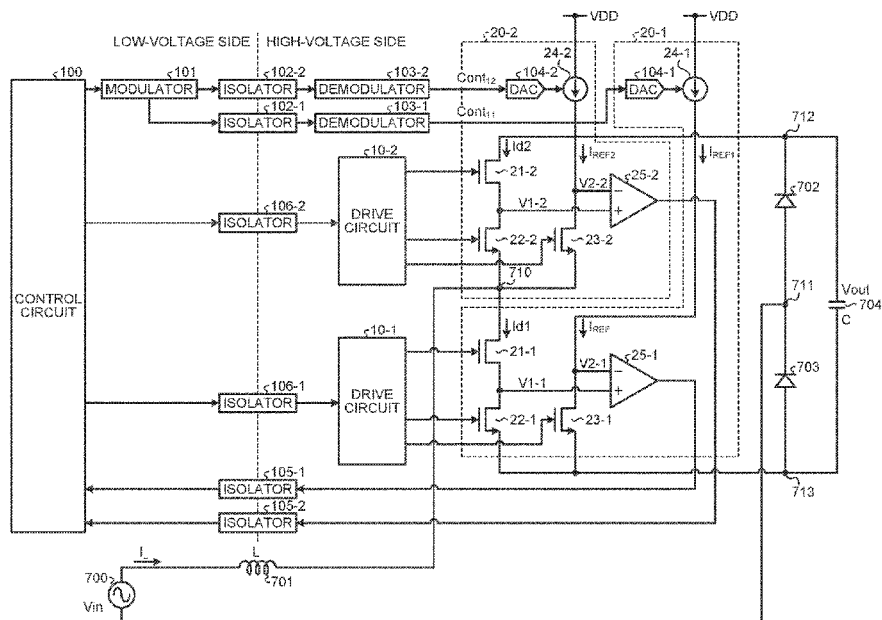 VDD VDD
20-2 20-1
LOW-VOLTAGE SIDE HIGH-VOLTAGE SIDE
24-2 24-1
100 101 102-2 103-2 104-2 104-1
MODULATOR ISOLATOR DEMODULATOR Cont12 DAC DAC
102-1 103-1
ISOLATOR DEMODULATOR Cont11
712
10-2 Id2 IREF2 IREF1
21-2 25-2 702
106-2 V2-2 −
ISOLATOR DRIVE CIRCUIT V1-2 +
22-2 23-2
710 711 Vout
CONTROL CIRCUIT 704
C
Id1 IREF
10-1 21-1 25-1 703
106-1 V2-1 −
ISOLATOR DRIVE CIRCUIT V1-1 +
22-1 23-1
105-1
ISOLATOR 713
105-2
ISOLATOR
L
700 701
Vin